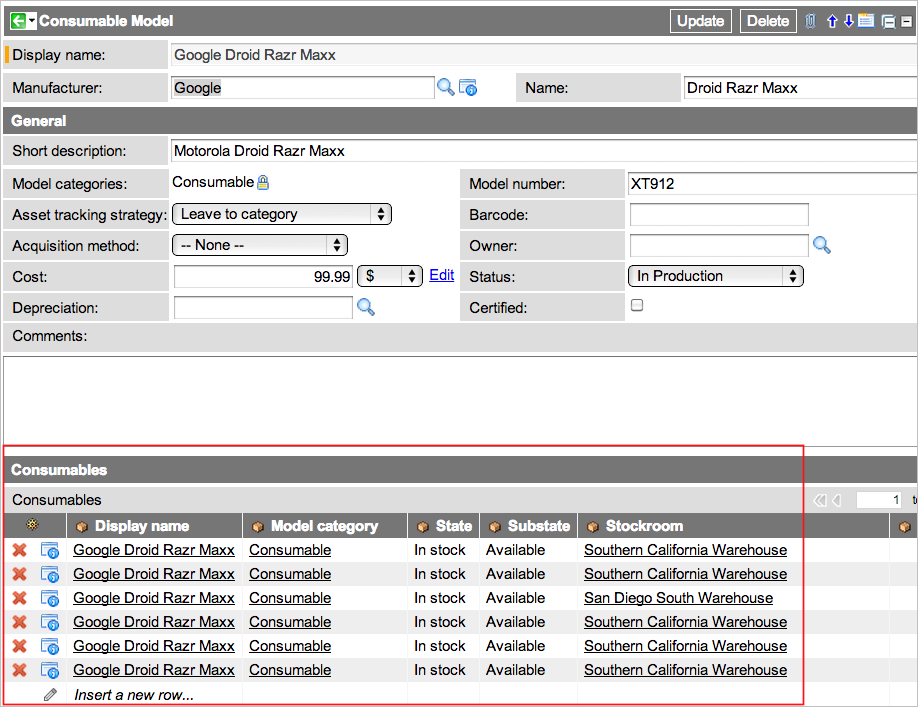 Consumable Model Update Delete
Display name: Google Droid Razr Maxx
Manufacturer: Google Name: Droid Razr Maxx
General
Short description: Motorola Droid Razr Maxx
Model categories: Consumable Model number: XT912
Asset tracking strategy: Leave to category Barcode:
Acquisition method: -- None -- Owner:
Cost: 99.99 $ Edit Status: In Production
Depreciation: Certified:
Comments:
Consumables
Consumables 1 to
Display name Model category State Substate Stockroom
Google Droid Razr Maxx Consumable In stock Available Southern California Warehouse
Google Droid Razr Maxx Consumable In stock Available Southern California Warehouse
Google Droid Razr Maxx Consumable In stock Available San Diego South Warehouse
Google Droid Razr Maxx Consumable In stock Available Southern California Warehouse
Google Droid Razr Maxx Consumable In stock Available Southern California Warehouse
Google Droid Razr Maxx Consumable In stock Available Southern California Warehouse
Insert a new row...